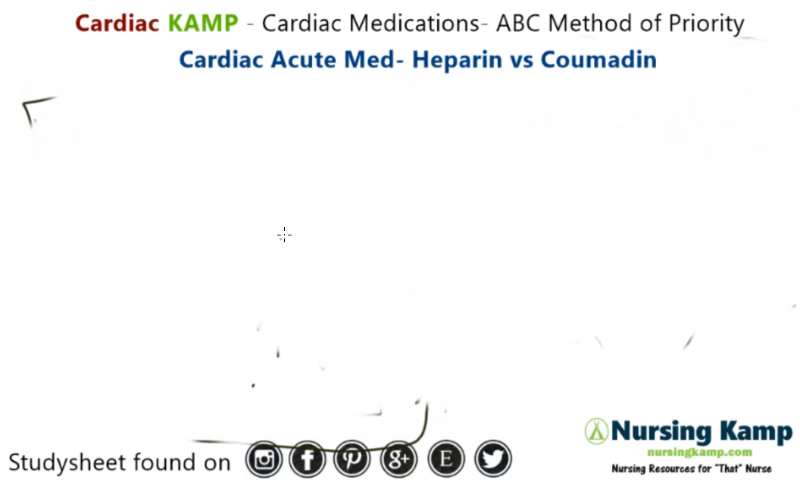 Cardiac KAMP - Cardiac Medications- ABC Method of Priority
Cardiac Acute Med- Heparin vs Coumadin
Studysheet found on
g+
E
Nursing Kamp
nursingkamp.com
Nursing Resources for "That" Nurse